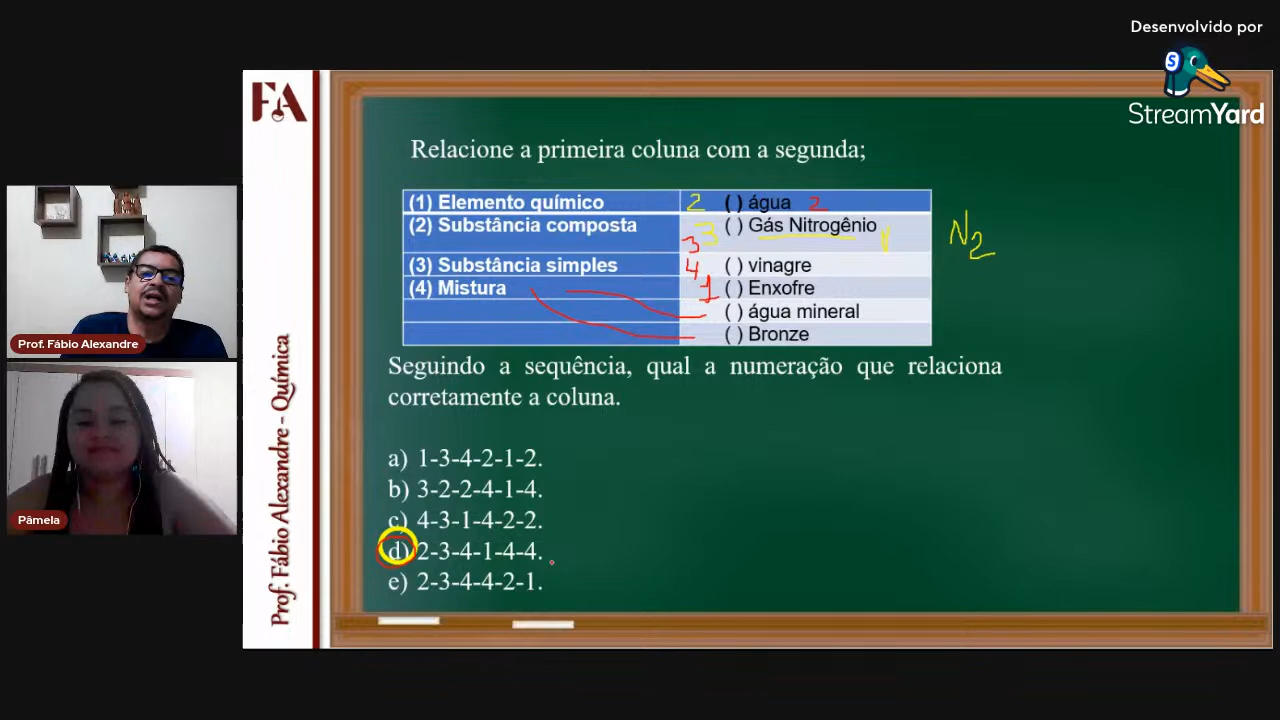 Desenvolvido por
StreamYard
FA
Prof. Fábio Alexandre - Química
Prof. Fábio Alexandre
Pâmela
Relacione a primeira coluna com a segunda;
(1) Elemento químico 2 ( ) água 2
(2) Substância composta 3 ( ) Gás Nitrogênio N2
3
(3) Substância simples 4 ( ) vinagre
(4) Mistura 1 ( ) Enxofre
( ) água mineral
( ) Bronze
Seguindo a sequência, qual a numeração que relaciona
corretamente a coluna.
a) 1-3-4-2-1-2.
b) 3-2-2-4-1-4.
c) 4-3-1-4-2-2.
d) 2-3-4-1-4-4.
e) 2-3-4-4-2-1.